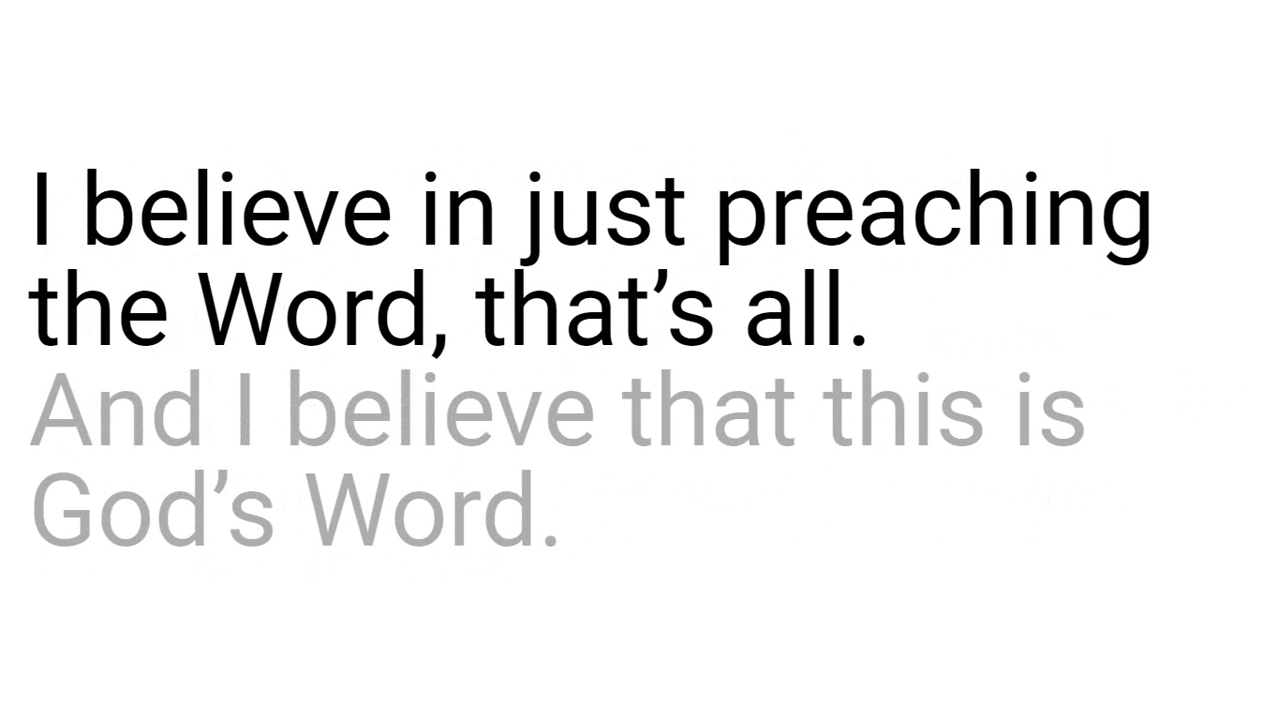 I believe in just preaching
the Word, that’s all.
And I believe that this is
God’s Word.